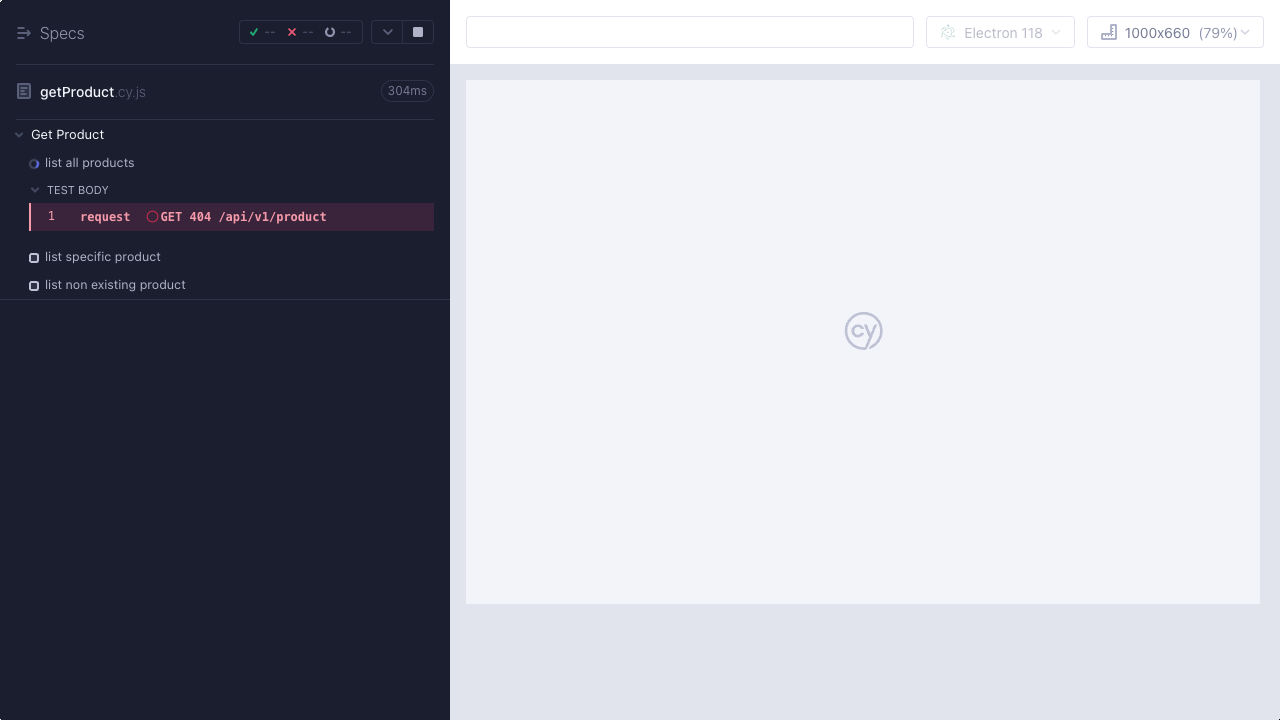 Specs -- -- --
getProduct.cy.js 304ms
Get Product
list all products
TEST BODY
1 request GET 404 /api/v1/product
list specific product
list non existing product
Electron 118 1000x660 (79%)
cy